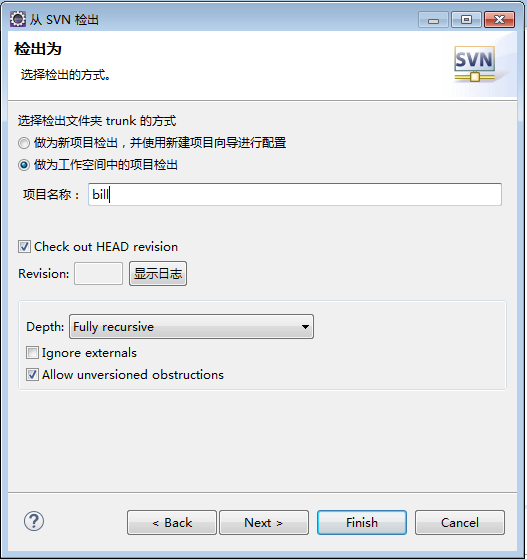 从 SVN 检出
检出为
选择检出的方式。
SVN
选择检出文件夹 trunk 的方式
做为新项目检出，并使用新建项目向导进行配置
做为工作空间中的项目检出
项目名称： bill
Check out HEAD revision
Revision: 显示日志
Depth: Fully recursive
Ignore externals
Allow unversioned obstructions
? < Back Next > Finish Cancel